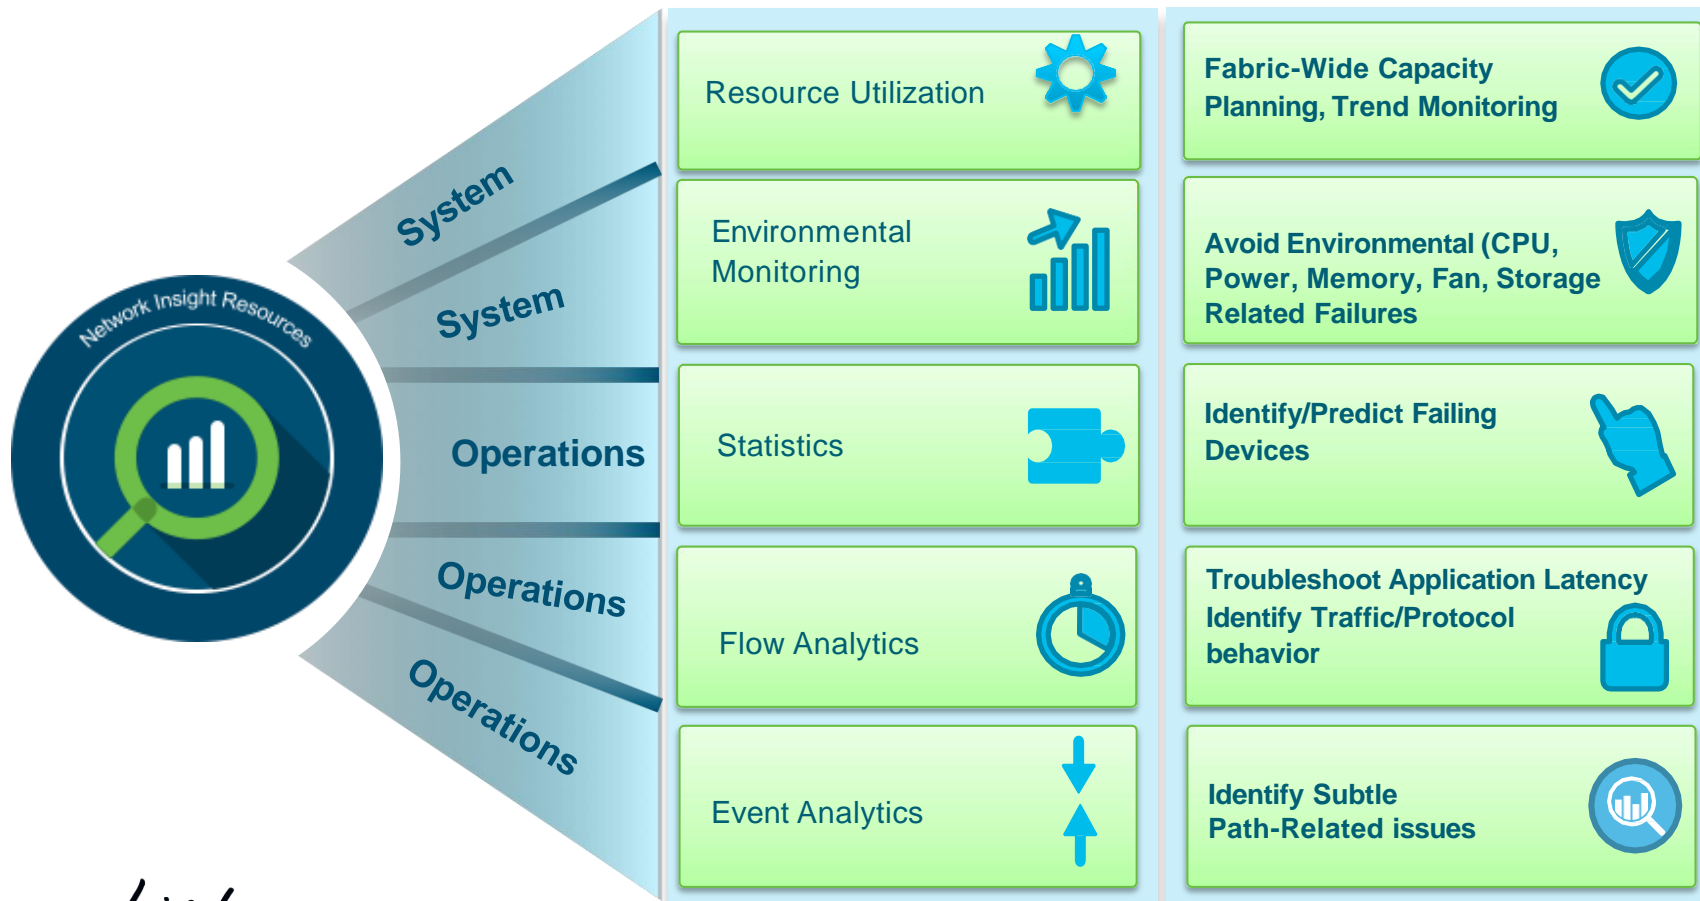 Network Insight Resources
System
System
Operations
Operations
Operations
Resource Utilization
Fabric-Wide Capacity
Planning, Trend Monitoring
Environmental
Monitoring
Avoid Environmental (CPU,
Power, Memory, Fan, Storage
Related Failures
Statistics
Identify/Predict Failing
Devices
Flow Analytics
Troubleshoot Application Latency
Identify Traffic/Protocol
behavior
Event Analytics
Identify Subtle
Path-Related issues